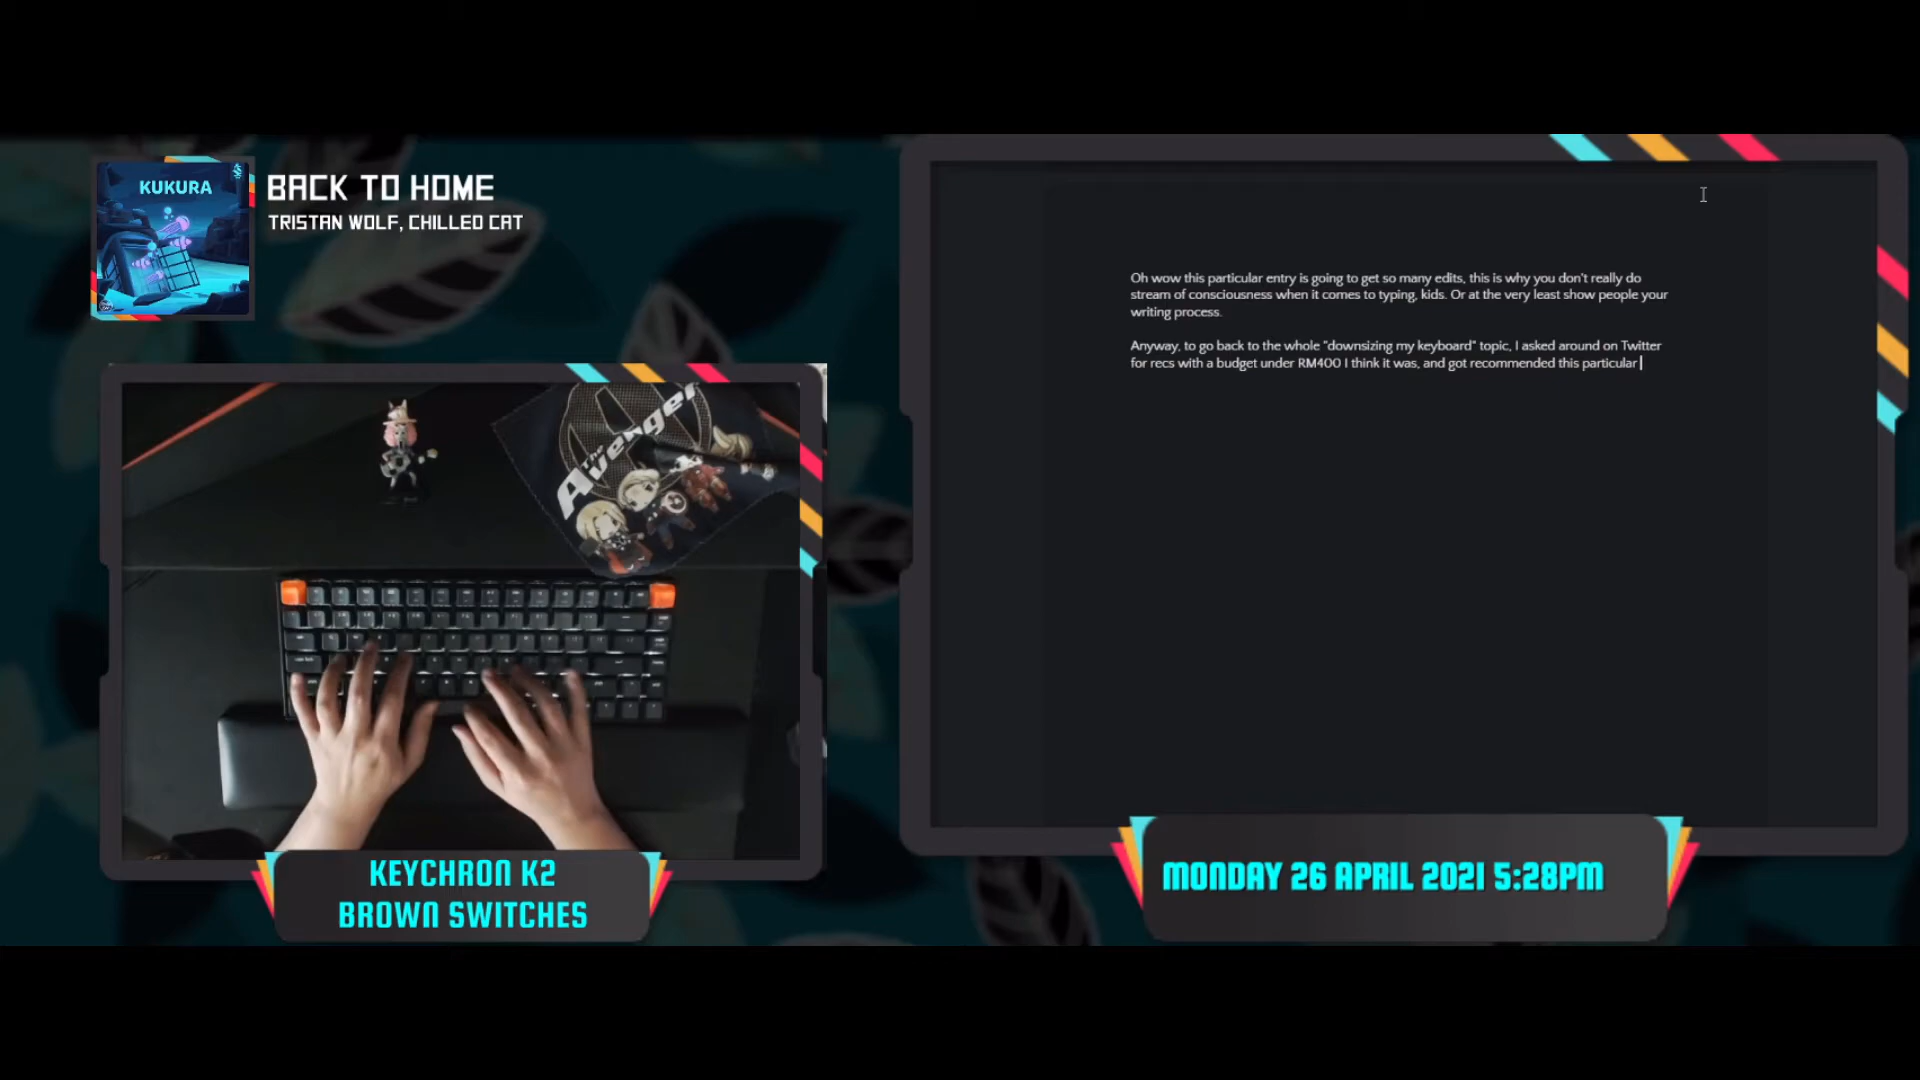 KUKURA
BACK TO HOME
TRISTAN WOLF, CHILLED CAT
Oh wow this particular entry is going to get so many edits, this is why you don't really do
stream of consciousness when it comes to typing, kids. Or at the very least show people your
writing process.
Anyway, to go back to the whole "downsizing my keyboard" topic, I asked around on Twitter
for recs with a budget under RM400 I think it was, and got recommended this particular
The
Avenger
KEYCHRON K2
BROWN SWITCHES
MONDAY 26 APRIL 2021 5:28PM